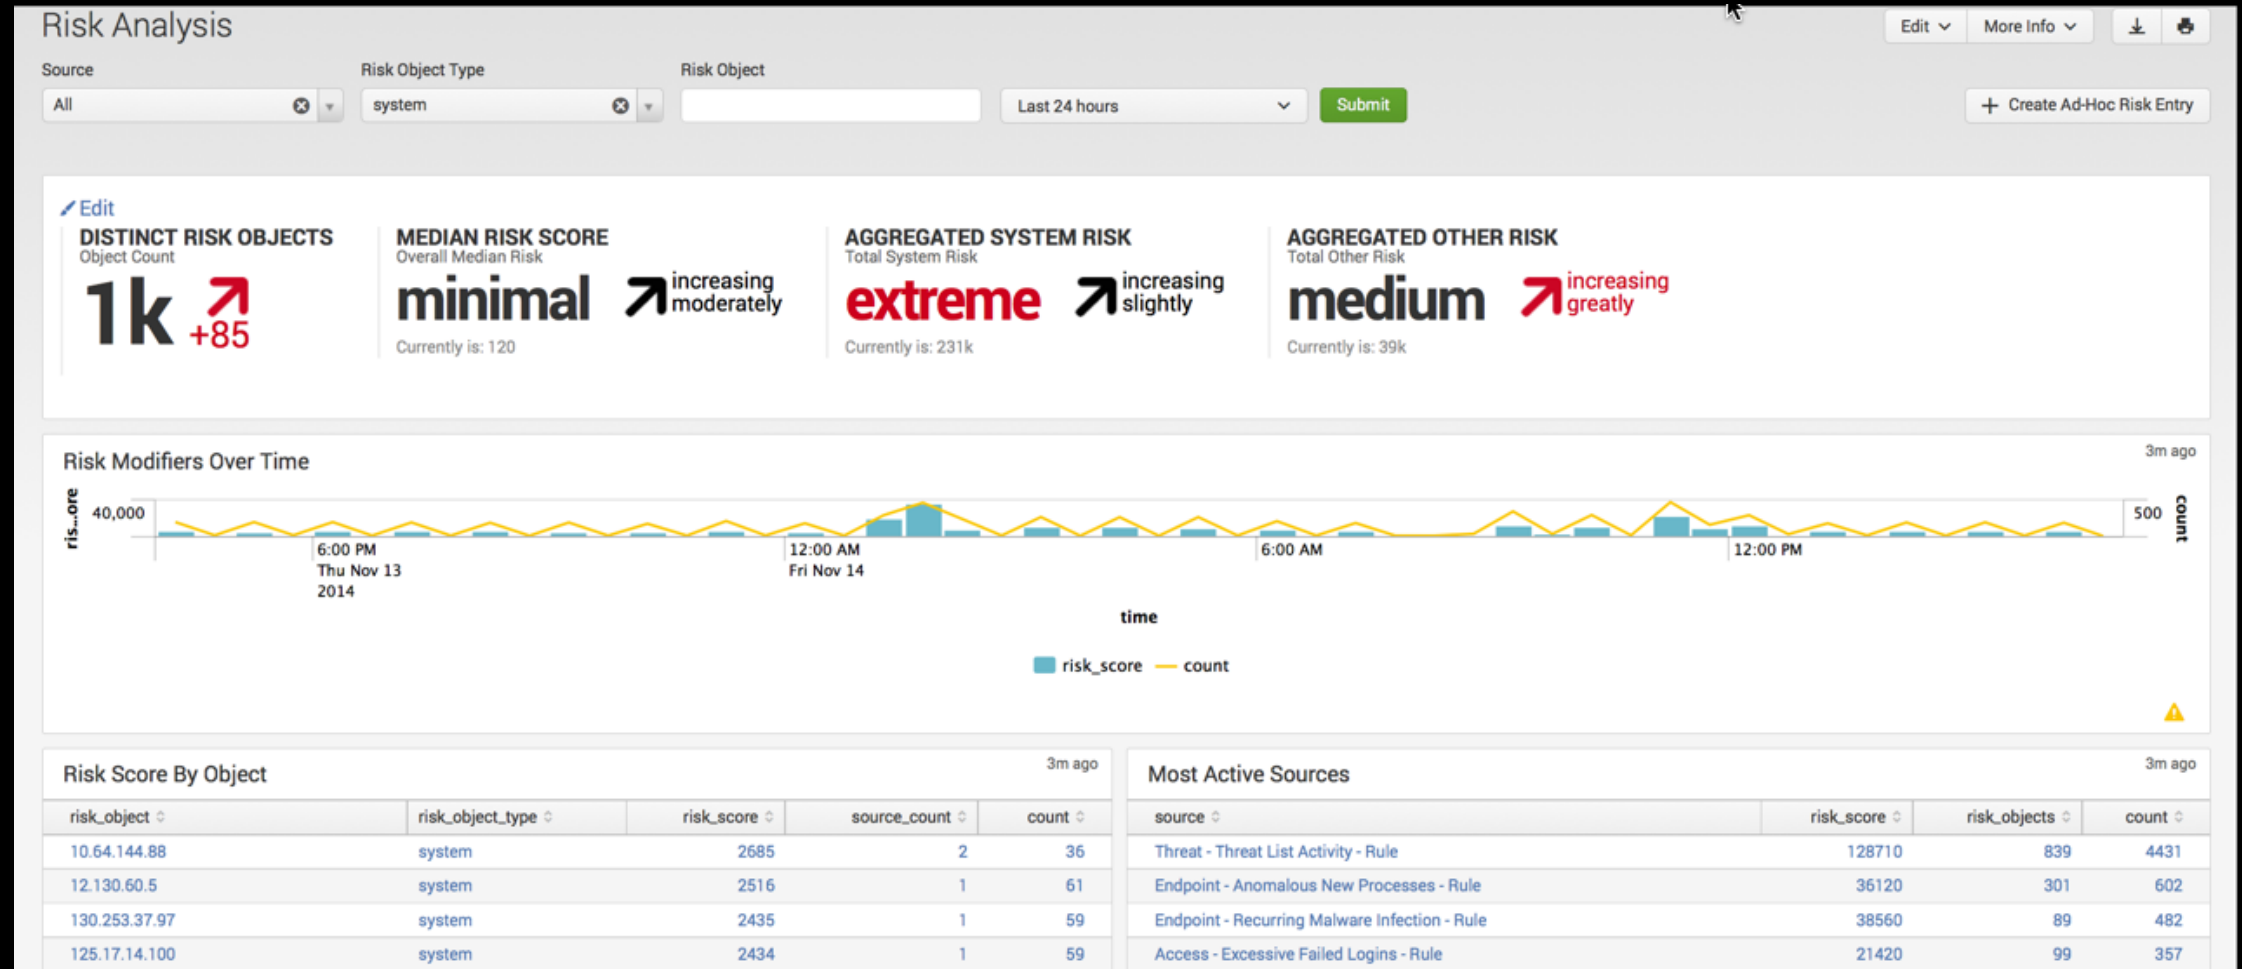 Risk Analysis
Edit More Info
Source Risk Object Type Risk Object
All system Last 24 hours Submit + Create Ad-Hoc Risk Entry
Edit
DISTINCT RISK OBJECTS
Object Count
1k +85
MEDIAN RISK SCORE
Overall Median Risk
minimal increasing moderately
Currently is: 120
AGGREGATED SYSTEM RISK
Total System Risk
extreme increasing slightly
Currently is: 231k
AGGREGATED OTHER RISK
Total Other Risk
medium increasing greatly
Currently is: 39k
Risk Modifiers Over Time 3m ago
ris...ore
40,000
500
count
6:00 PM 12:00 AM 6:00 AM 12:00 PM
Thu Nov 13 Fri Nov 14
2014
time
risk_score count
Risk Score By Object 3m ago
risk_object risk_object_type risk_score source_count count
10.64.144.88 system 2685 2 36
12.130.60.5 system 2516 1 61
130.253.37.97 system 2435 1 59
125.17.14.100 system 2434 1 59
Most Active Sources 3m ago
source risk_score risk_objects count
Threat - Threat List Activity - Rule 128710 839 4431
Endpoint - Anomalous New Processes - Rule 36120 301 602
Endpoint - Recurring Malware Infection - Rule 38560 89 482
Access - Excessive Failed Logins - Rule 21420 99 357